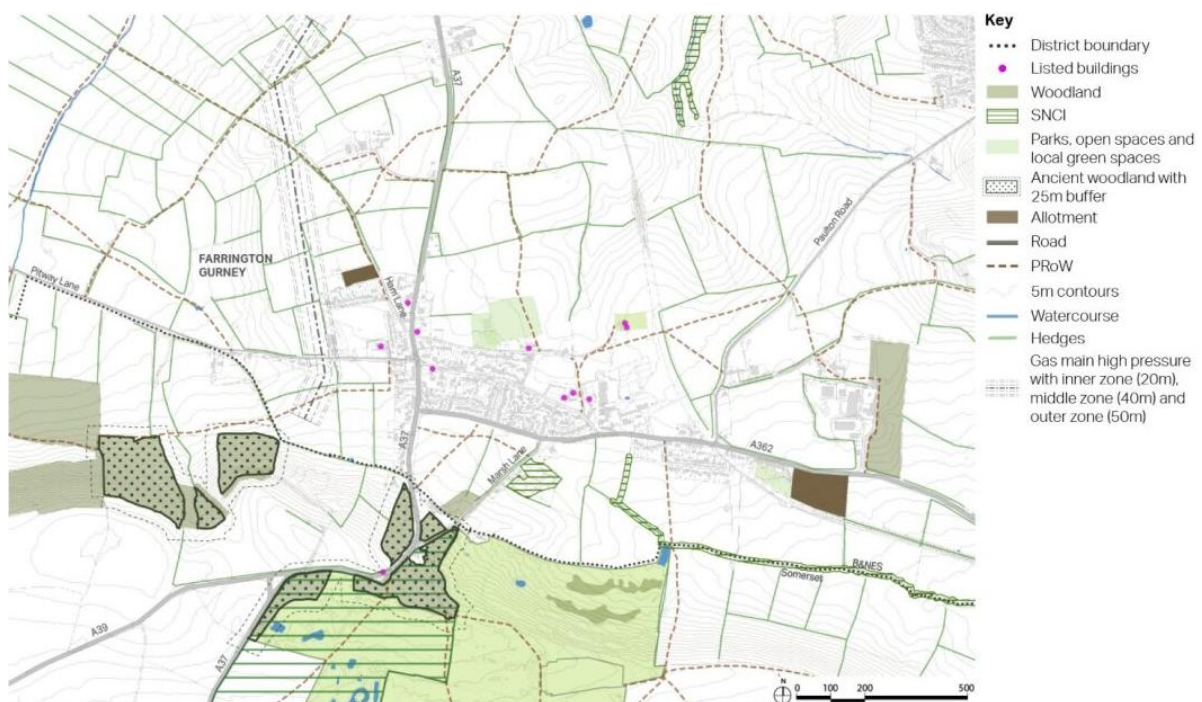 Key
District boundary
Listed buildings
Woodland
SNCI
Parks, open spaces and
local green spaces
Ancient woodland with
25m buffer
Allotment
Road
PRoW
5m contours
Watercourse
Hedges
Gas main high pressure
with inner zone (20m),
middle zone (40m) and
outer zone (50m)
A37
Paulton Road
FARRINGTON
GURNEY
Pitway Lane
Ham Lane
A37
A362
Marsh Lane
B&NES
Somerset
A39
A37
N
0 100 200 500